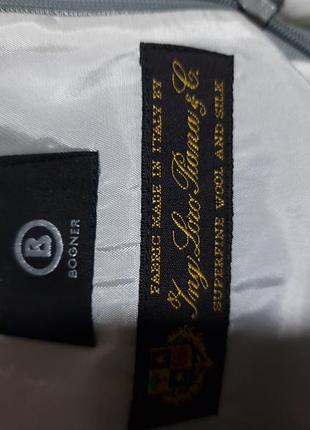 FABRIC MADE IN ITALY BY
Ing. Loro Piana & C.
SUPERFINE WOOL AND SILK
B
BOGNER